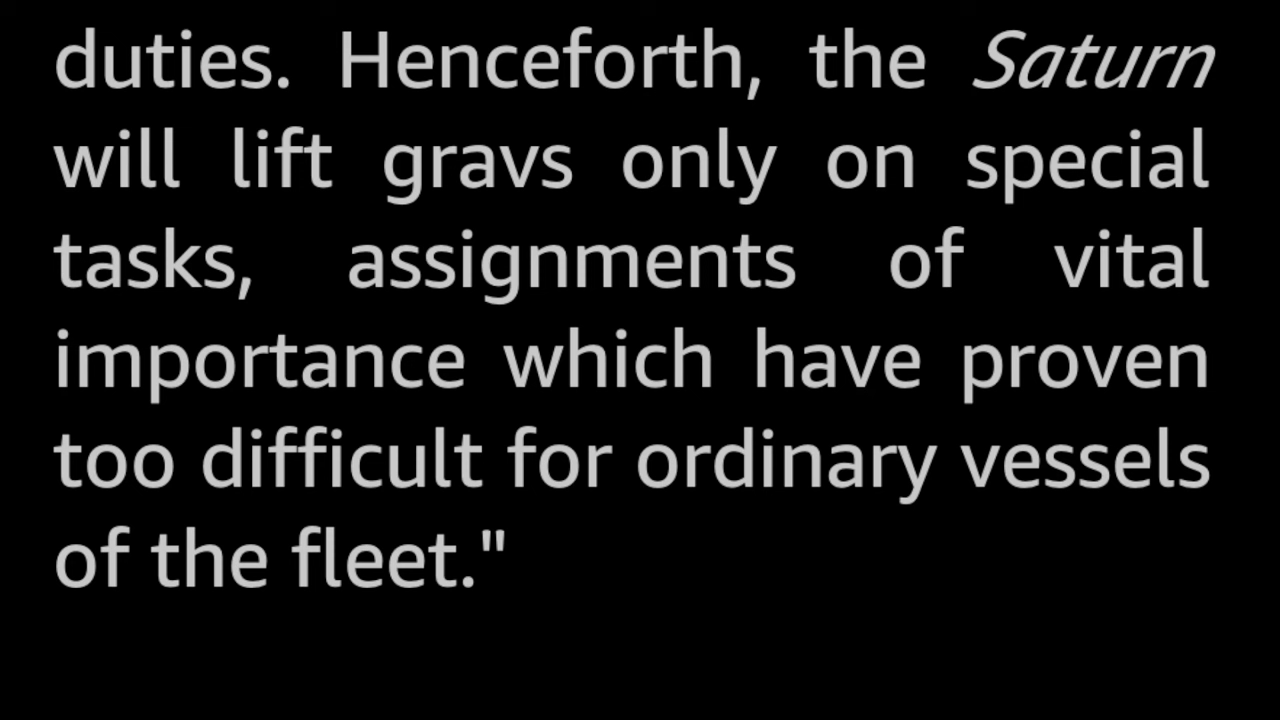 duties. Henceforth, the Saturn
will lift gravs only on special
tasks, assignments of vital
importance which have proven
too difficult for ordinary vessels
of the fleet."